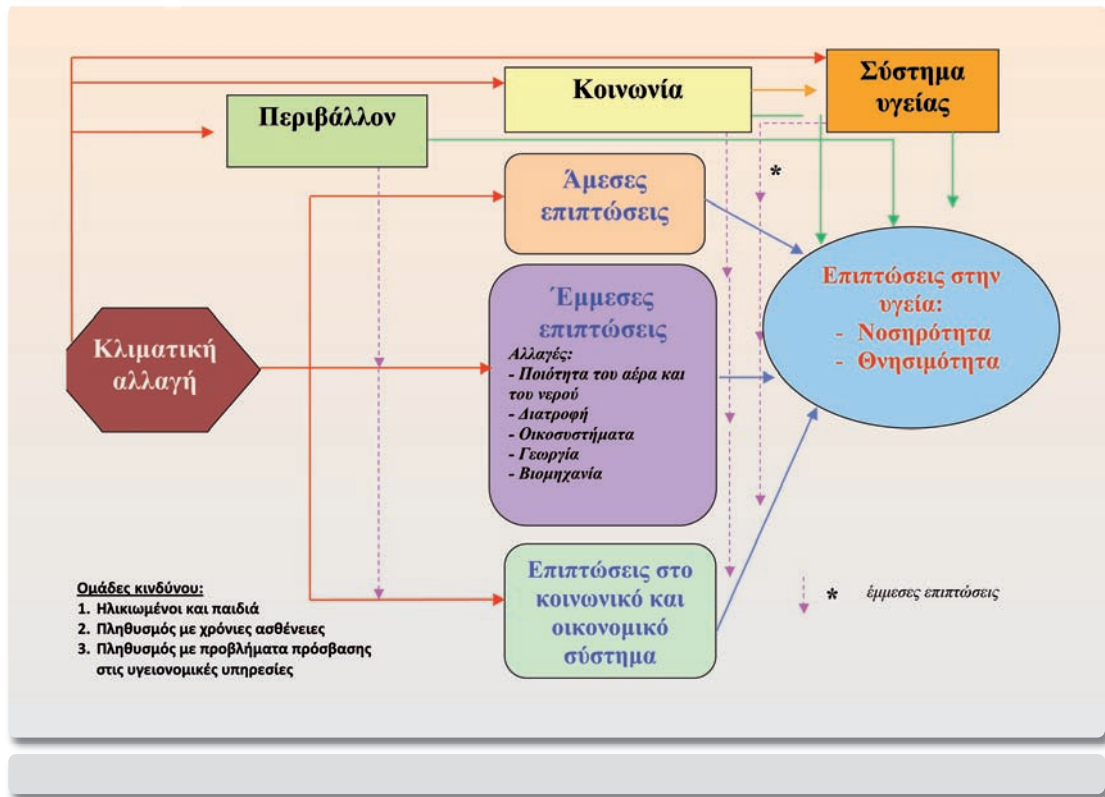 Σύστημα
υγείας
Κοινωνία
Περιβάλλον
Άμεσες
επιπτώσεις
*
Έμμεσες
επιπτώσεις
Αλλαγές:
- Ποιότητα του αέρα και
του νερού
- Διατροφή
- Οικοσυστήματα
- Γεωργία
- Βιομηχανία
Επιπτώσεις στην
υγεία:
- Νοσηρότητα
- Θνησιμότητα
Κλιματική
αλλαγή
Επιπτώσεις στο
κοινωνικό και
οικονομικό
σύστημα
Ομάδες κινδύνου:
1. Ηλικιωμένοι και παιδιά
2. Πληθυσμός με χρόνιες ασθένειες
3. Πληθυσμός με προβλήματα πρόσβασης
στις υγειονομικές υπηρεσίες
* έμμεσες επιπτώσεις